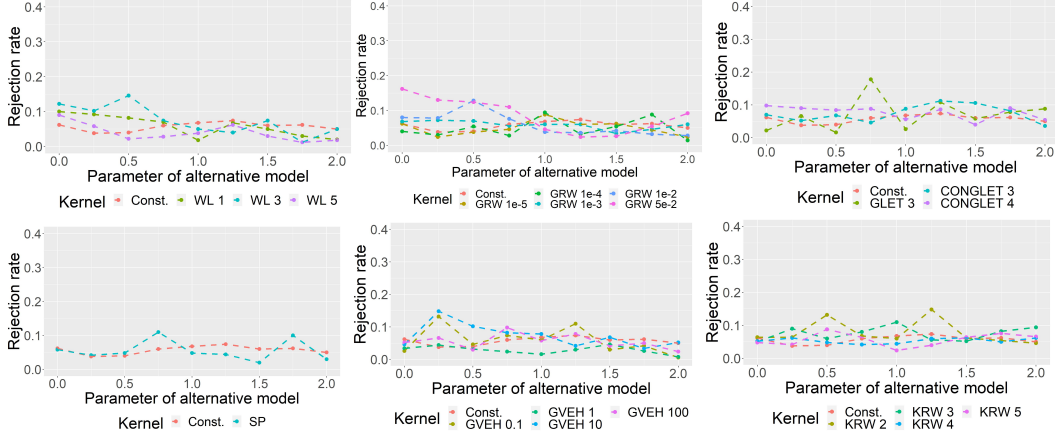 Rejection rate
0.4
0.3
0.2
0.1
0.0
0.0 0.5 1.0 1.5 2.0
Parameter of alternative model
Kernel Const. WL 1 WL 3 WL 5
Rejection rate
0.4
0.3
0.2
0.1
0.0
0.0 0.5 1.0 1.5 2.0
Parameter of alternative model
Kernel Const. GRW 1e-4 GRW 1e-2
GRW 1e-5 GRW 1e-3 GRW 5e-2
Rejection rate
0.4
0.3
0.2
0.1
0.0
0.0 0.5 1.0 1.5 2.0
Parameter of alternative model
Kernel Const. CONGLET 3
GLET 3 CONGLET 4
Rejection rate
0.4
0.3
0.2
0.1
0.0
0.0 0.5 1.0 1.5 2.0
Parameter of alternative model
Kernel Const. SP
Rejection rate
0.4
0.3
0.2
0.1
0.0
0.0 0.5 1.0 1.5 2.0
Parameter of alternative model
Kernel Const. GVEH 1 GVEH 100
GVEH 0.1 GVEH 10
Rejection rate
0.4
0.3
0.2
0.1
0.0
0.0 0.5 1.0 1.5 2.0
Parameter of alternative model
Kernel Const. KRW 3 KRW 5
KRW 2 KRW 4